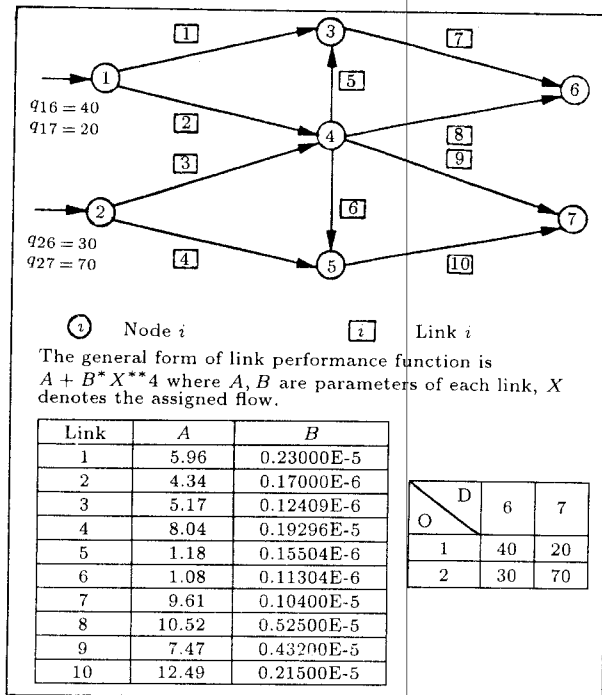 1
3
7
1
6
q16 = 40
q17 = 20
2
5
4
8
3
9
2
6
7
q26 = 30
q27 = 70
4
5
10
i Node i i Link i
The general form of link performance function is
A + B* X**4 where A, B are parameters of each link, X
denotes the assigned flow.
Link A B
1 5.96 0.23000E-5
2 4.34 0.17000E-6
3 5.17 0.12409E-6
4 8.04 0.19296E-5
5 1.18 0.15504E-6
6 1.08 0.11304E-6
7 9.61 0.10400E-5
8 10.52 0.52500E-5
9 7.47 0.43200E-5
10 12.49 0.21500E-5
O D 6 7
1 40 20
2 30 70